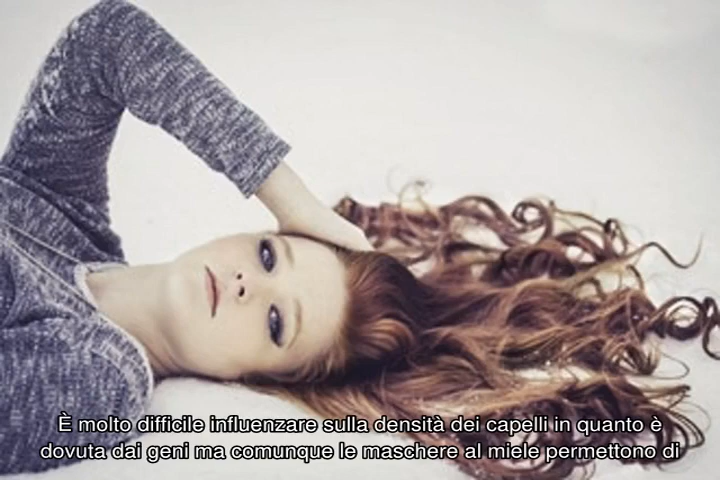 È molto difficile influenzare sulla densità dei capelli in quanto è
dovuta dai geni ma comunque le maschere al miele permettono di